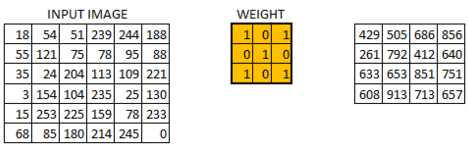 INPUT IMAGE WEIGHT
18 54 51 239 244 188 1 0 1 429 505 686 856
55 121 75 78 95 88 0 1 0 261 792 412 640
35 24 204 113 109 221 1 0 1 633 653 851 751
3 154 104 235 25 130 608 913 713 657
15 253 225 159 78 233
68 85 180 214 245 0